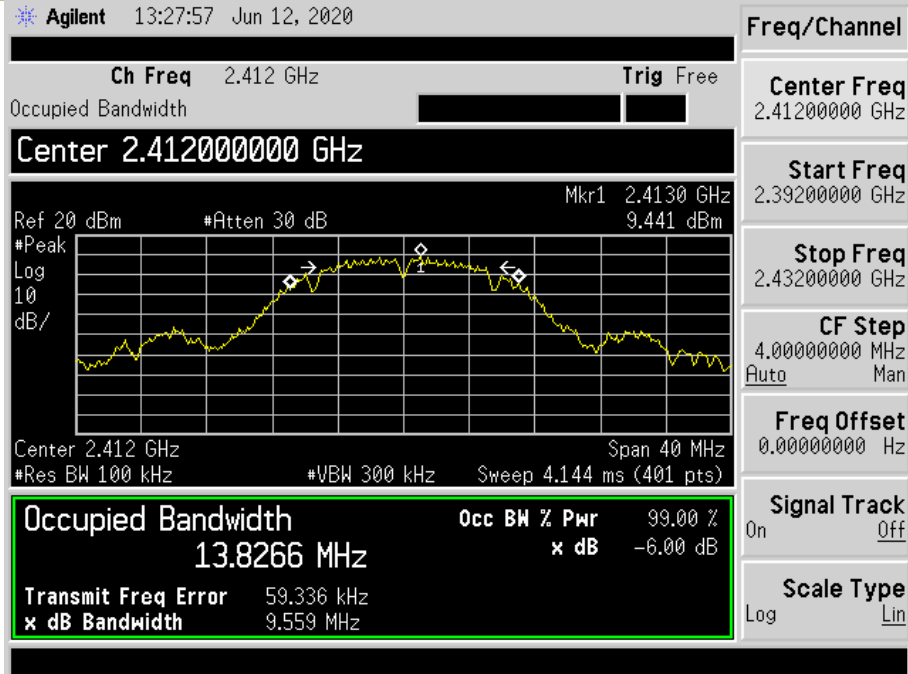 Agilent 13:27:57 Jun 12, 2020
Freq/Channel
Ch Freq 2.412 GHz Trig Free
Occupied Bandwidth
Center 2.412000000 GHz
Mkr1 2.4130 GHz
Ref 20 dBm #Atten 30 dB 9.441 dBm
#Peak
Log
10
dB/
1
Center 2.412 GHz Span 40 MHz
#Res BW 100 kHz #VBW 300 kHz Sweep 4.144 ms (401 pts)
Occupied Bandwidth Occ BW % Pwr 99.00 %
13.8266 MHz x dB -6.00 dB
Transmit Freq Error 59.336 kHz
x dB Bandwidth 9.559 MHz
Center Freq
2.41200000 GHz
Start Freq
2.39200000 GHz
Stop Freq
2.43200000 GHz
CF Step
4.00000000 MHz
Auto Man
Freq Offset
0.00000000 Hz
Signal Track
On Off
Scale Type
Log Lin